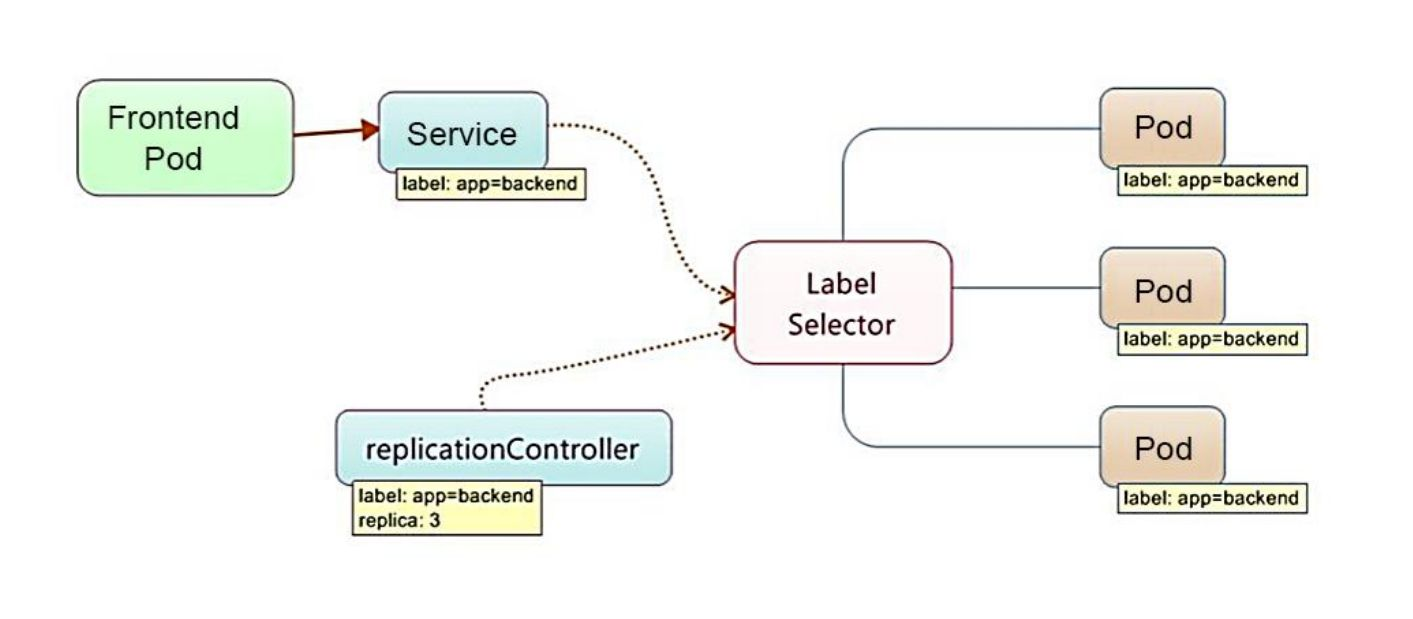 Frontend
Pod
Service
label: app=backend
Label
Selector
replicationController
label: app=backend
replica: 3
Pod
label: app=backend
Pod
label: app=backend
Pod
label: app=backend